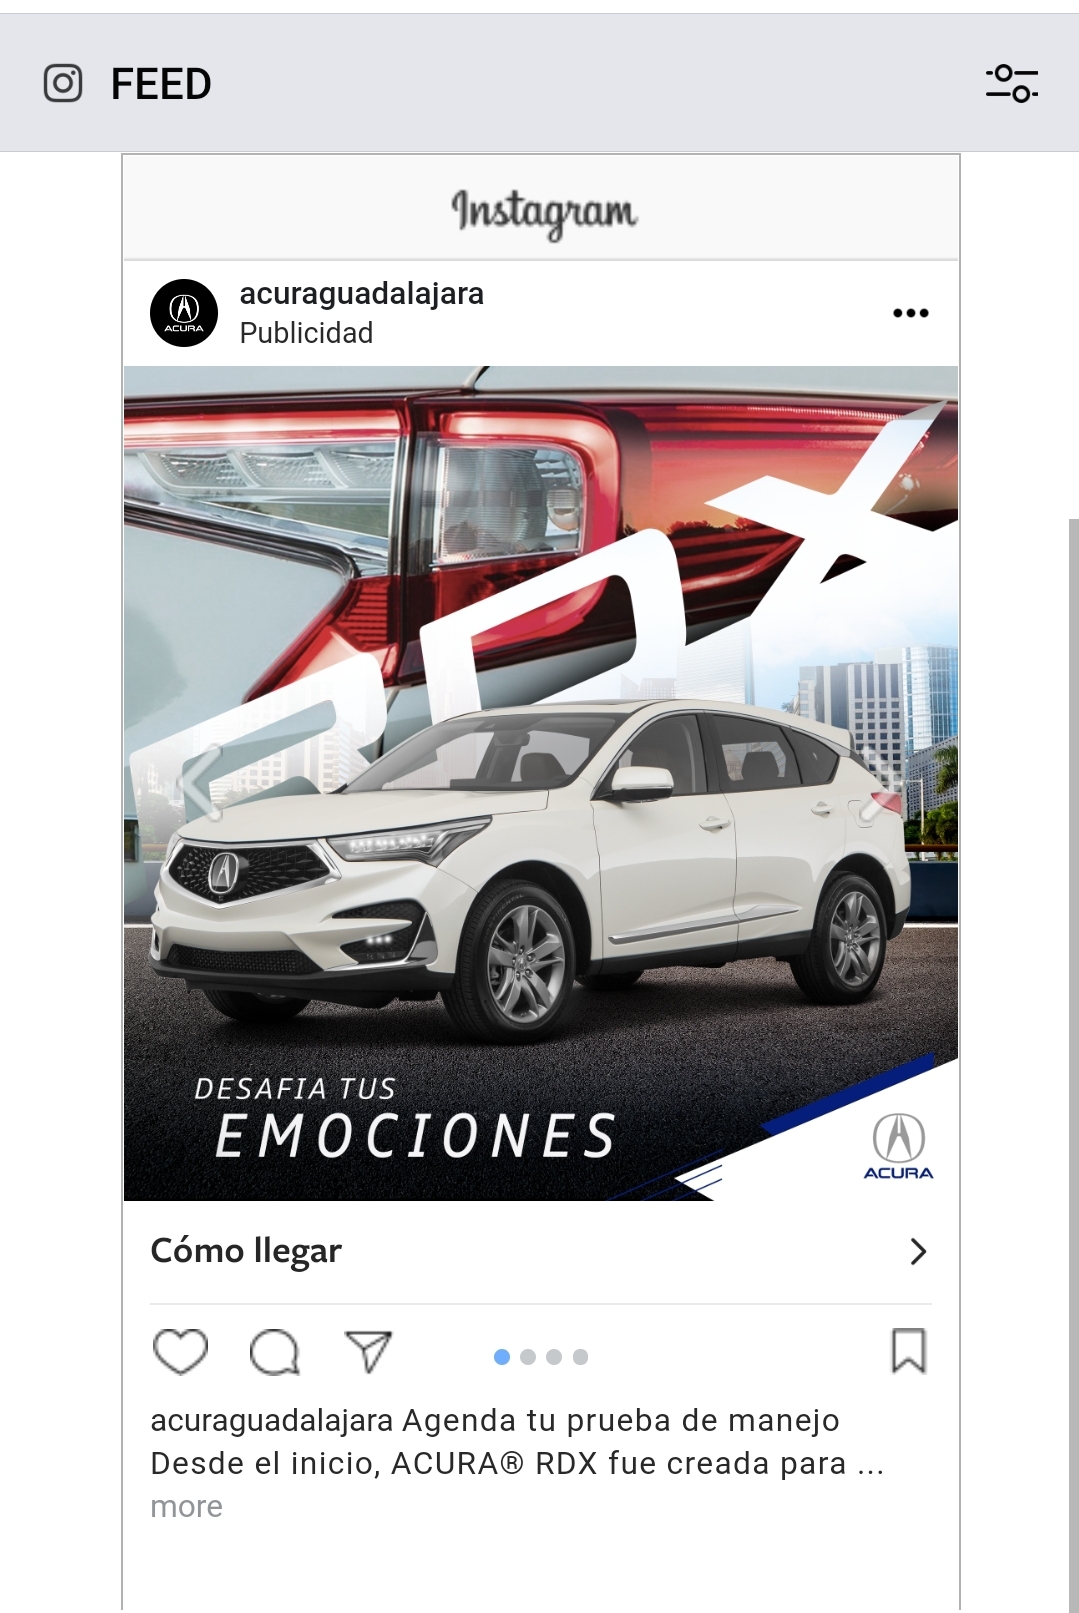 FEED
Instagram
acuraguadalajara
Publicidad
RDX
DESAFIA TUS
EMOCIONES
ACURA
Cómo llegar
acuraguadalajara Agenda tu prueba de manejo
Desde el inicio, ACURA® RDX fue creada para ...
more